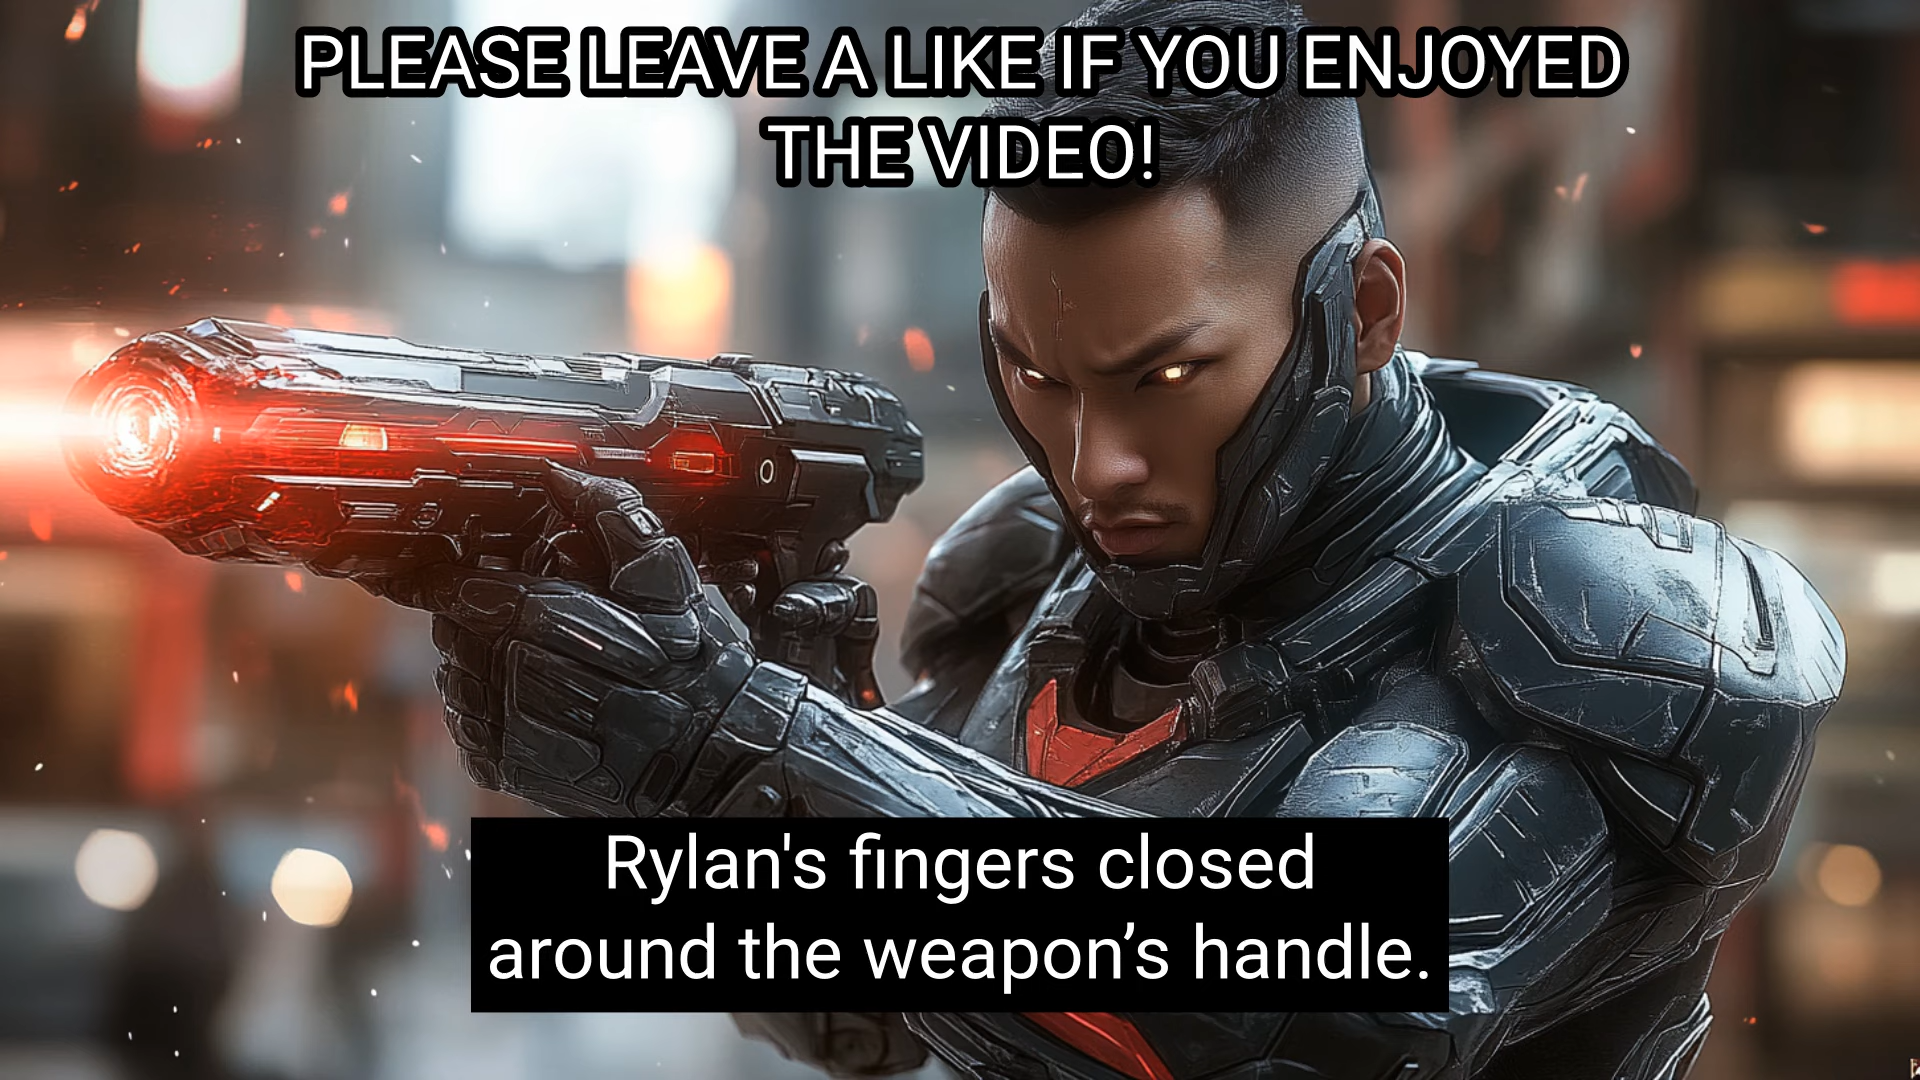 PLEASE LEAVE A LIKE IF YOU ENJOYED
THE VIDEO!
Rylan's fingers closed
around the weapon’s handle.